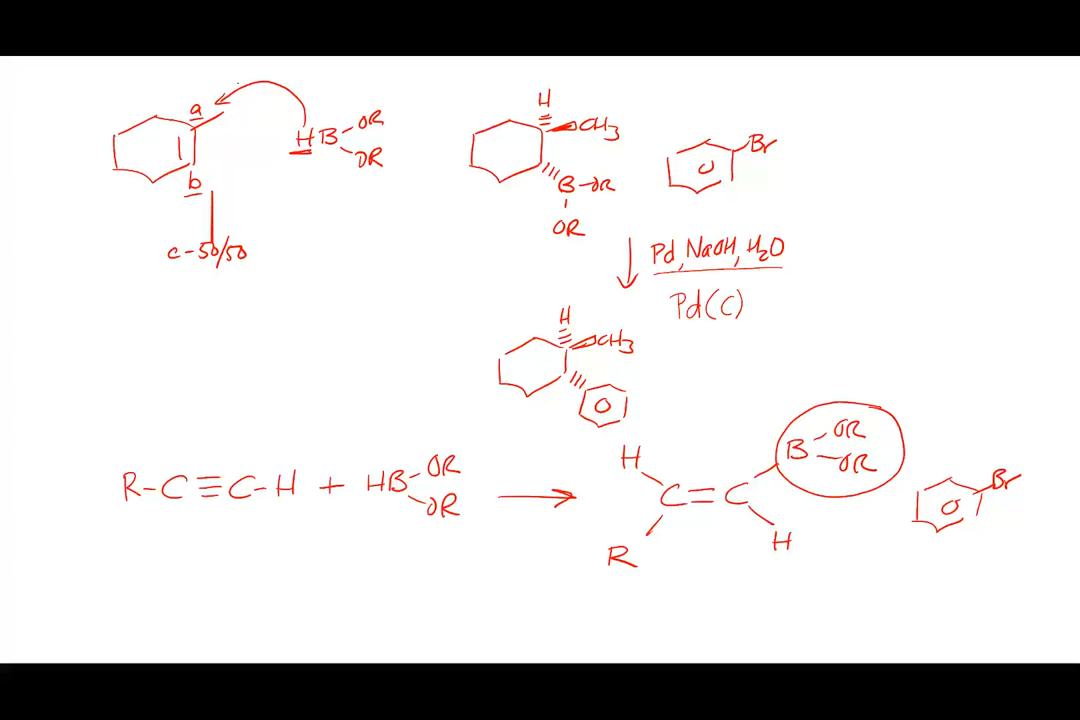 a
HB
OR
OR
b
c - 50/50
H
CH3
B-OR
OR
Br
Pd, NaOH, H2O
Pd(C)
H
CH3
R-C≡C-H + HB
OR
OR
H
C=C
B
OR
OR
R
H
Br